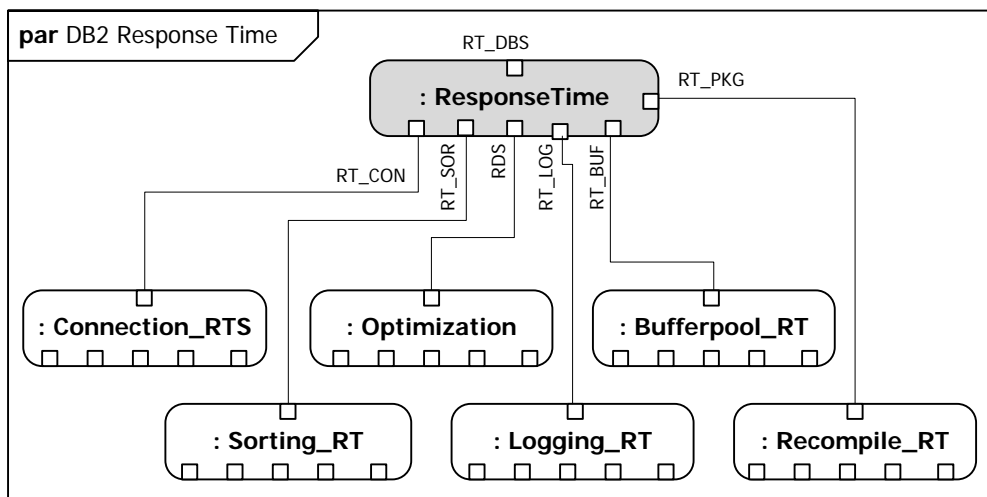 par DB2 Response Time
RT_DBS
: ResponseTime
RT_PKG
RT_CON
RT_SOR
RDS
RT_LOG
RT_BUF
: Connection_RTS
: Optimization
: Bufferpool_RT
: Sorting_RT
: Logging_RT
: Recompile_RT